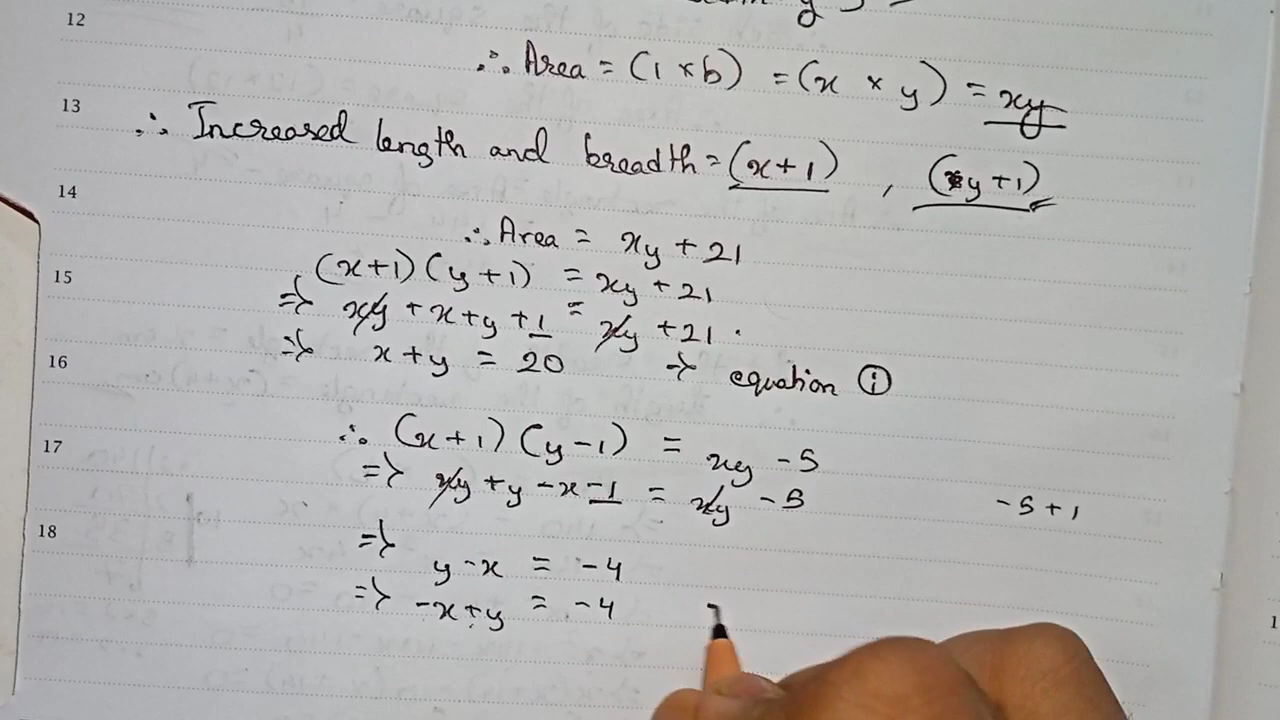 12
∴ Area = (l × b) = (x × y) = xy
13
∴ Increased length and breadth = (x+1) , (y+1)
14
∴ Area = xy + 21
15
(x+1) (y+1) = xy + 21
=> xy + x + y + 1 = xy + 21
=> x + y = 20 → equation ①
16
∴ (x+1) (y-1) = xy - 5
17
=> xy + y - x - 1 = xy - 5 -5+1
18
=> y - x = -4
=> -x+y = -4
1